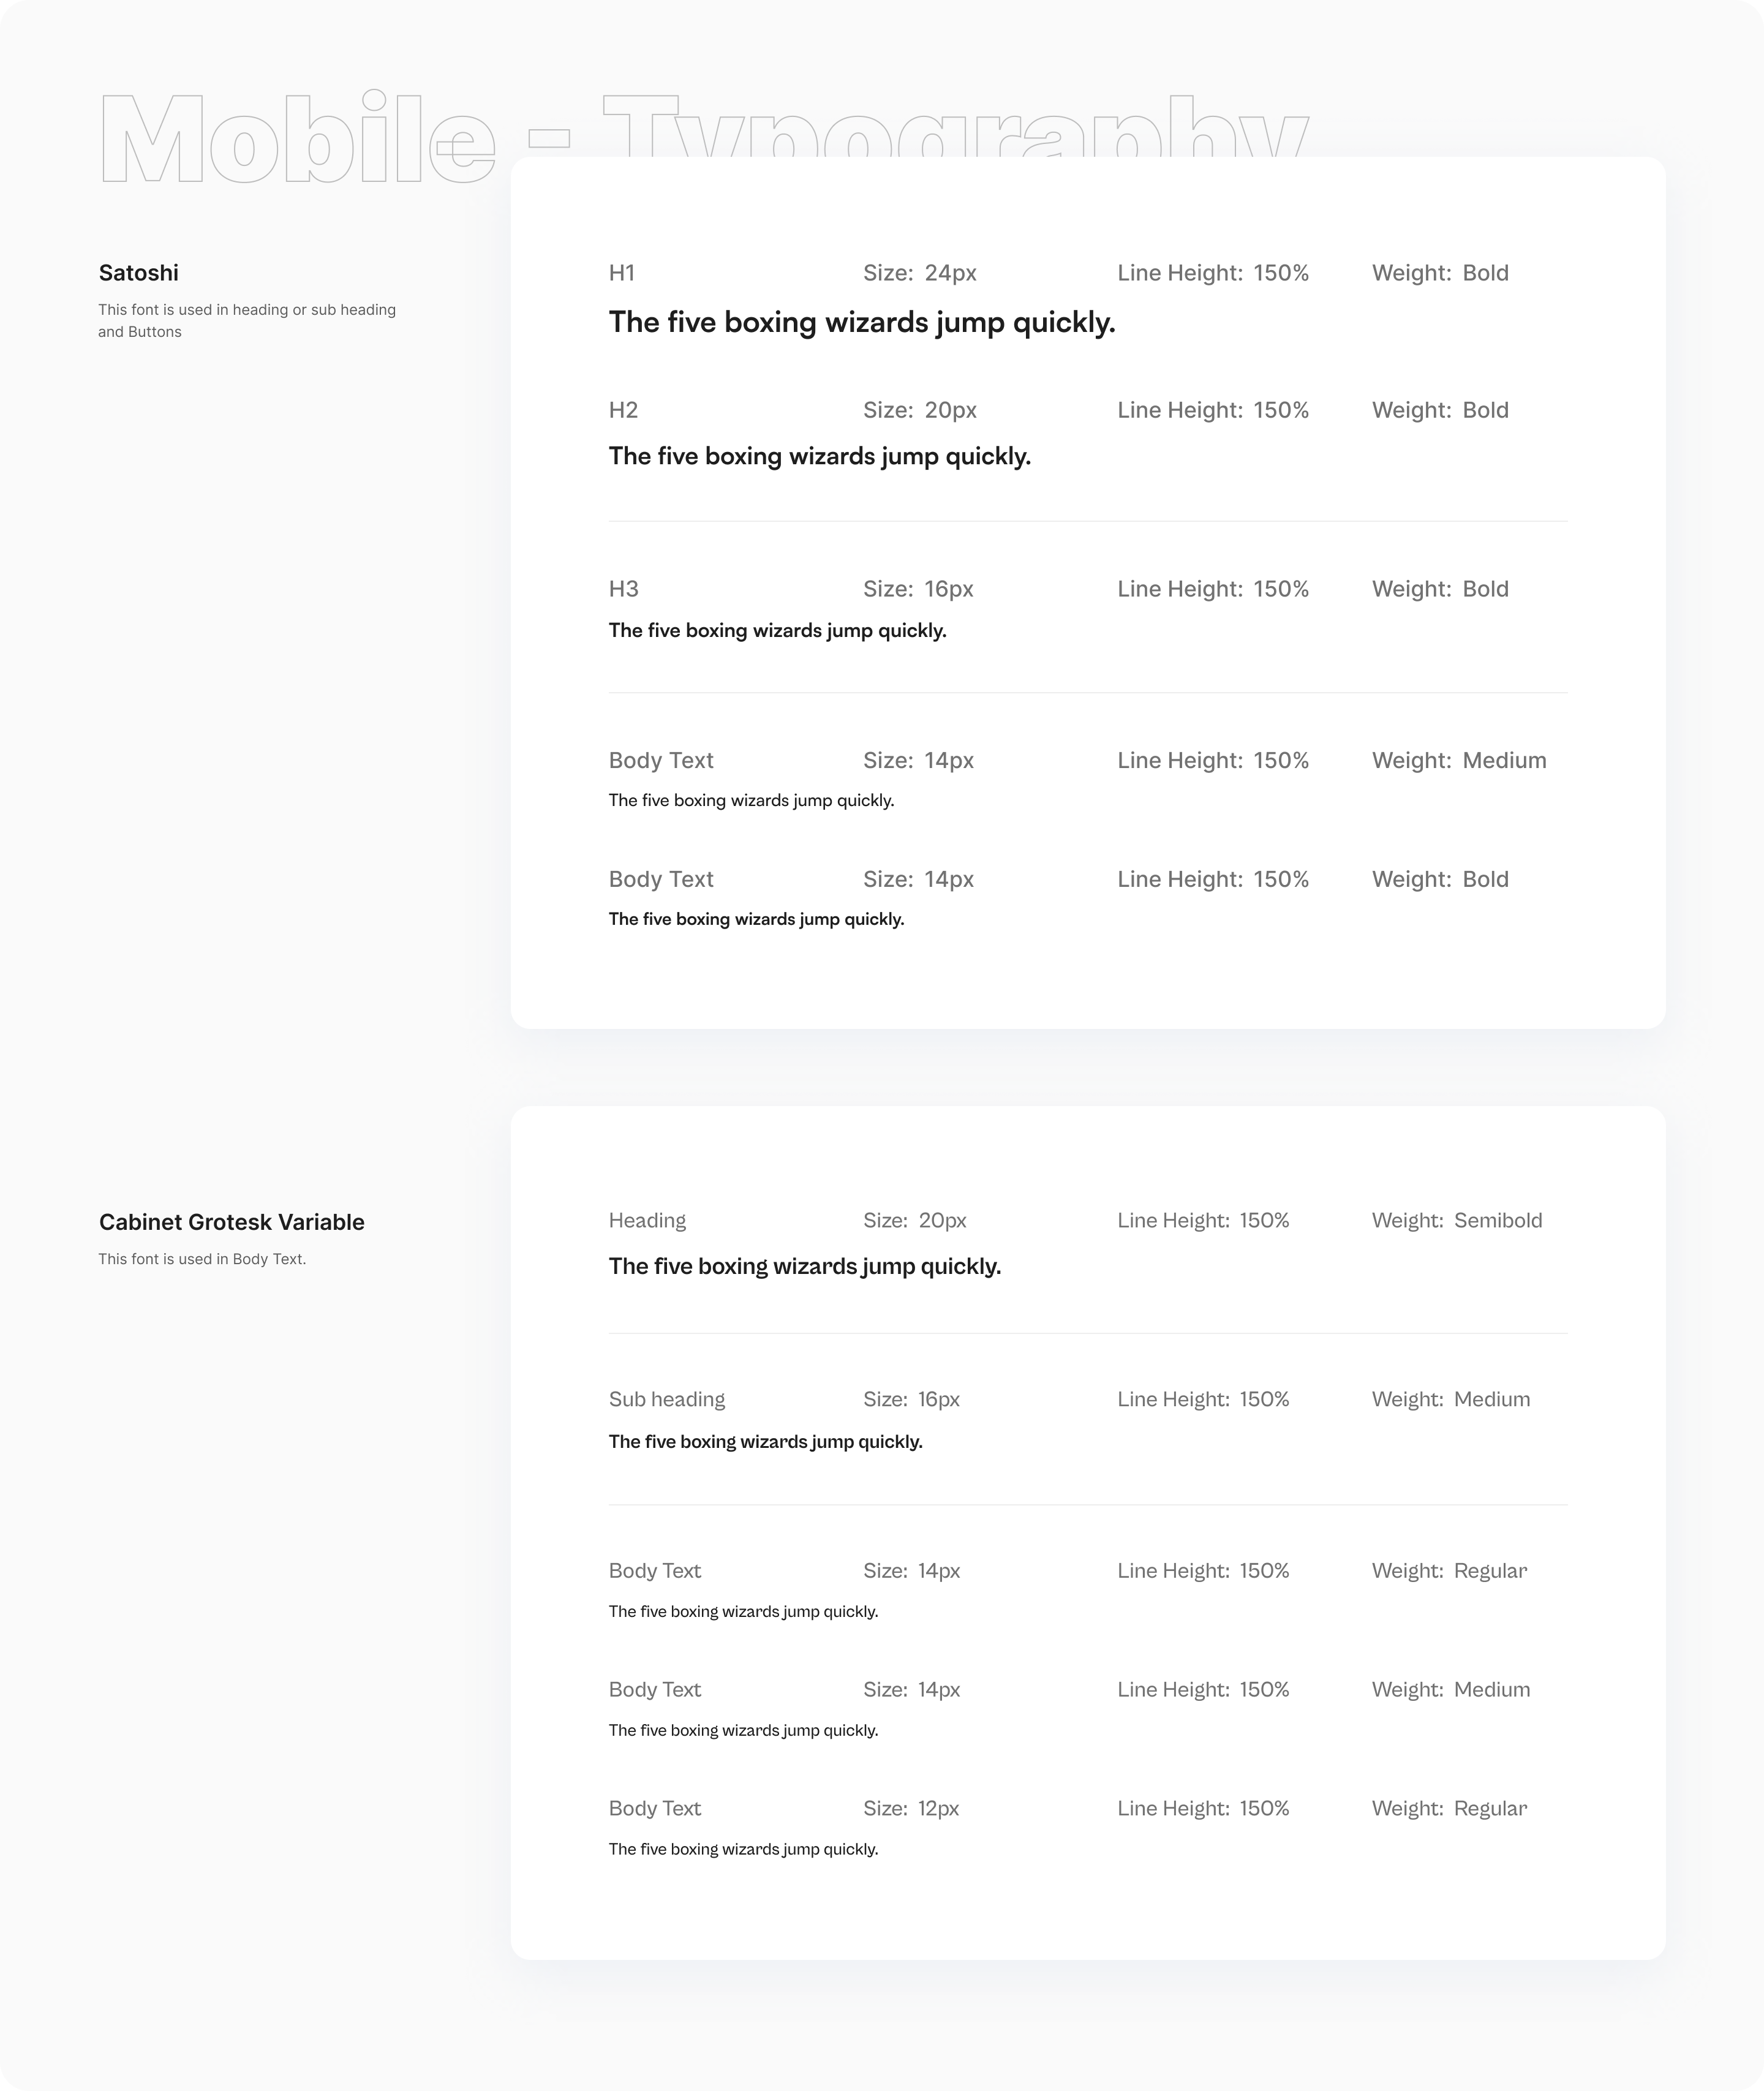 Mobile - Typography
Satoshi
This font is used in heading or sub heading
and Buttons
H1 Size: 24px Line Height: 150% Weight: Bold
The five boxing wizards jump quickly.
H2 Size: 20px Line Height: 150% Weight: Bold
The five boxing wizards jump quickly.
H3 Size: 16px Line Height: 150% Weight: Bold
The five boxing wizards jump quickly.
Body Text Size: 14px Line Height: 150% Weight: Medium
The five boxing wizards jump quickly.
Body Text Size: 14px Line Height: 150% Weight: Bold
The five boxing wizards jump quickly.
Cabinet Grotesk Variable
This font is used in Body Text.
Heading Size: 20px Line Height: 150% Weight: Semibold
The five boxing wizards jump quickly.
Sub heading Size: 16px Line Height: 150% Weight: Medium
The five boxing wizards jump quickly.
Body Text Size: 14px Line Height: 150% Weight: Regular
The five boxing wizards jump quickly.
Body Text Size: 14px Line Height: 150% Weight: Medium
The five boxing wizards jump quickly.
Body Text Size: 12px Line Height: 150% Weight: Regular
The five boxing wizards jump quickly.